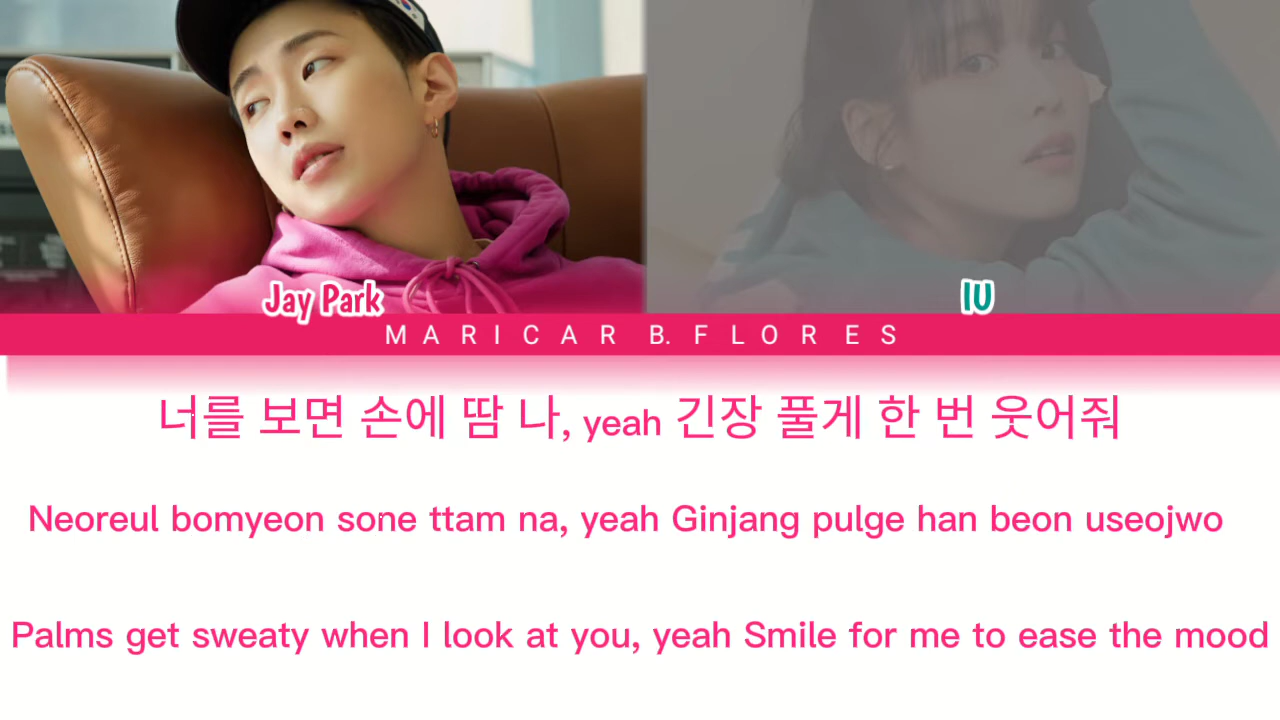 Jay Park
IU
MARICAR B. FLORES
너를 보면 손에 땀 나, yeah 긴장 풀게 한 번 웃어줘
Neoreul bomyeon sone ttam na, yeah Ginjang pulge han beon useojwo
Palms get sweaty when I look at you, yeah Smile for me to ease the mood